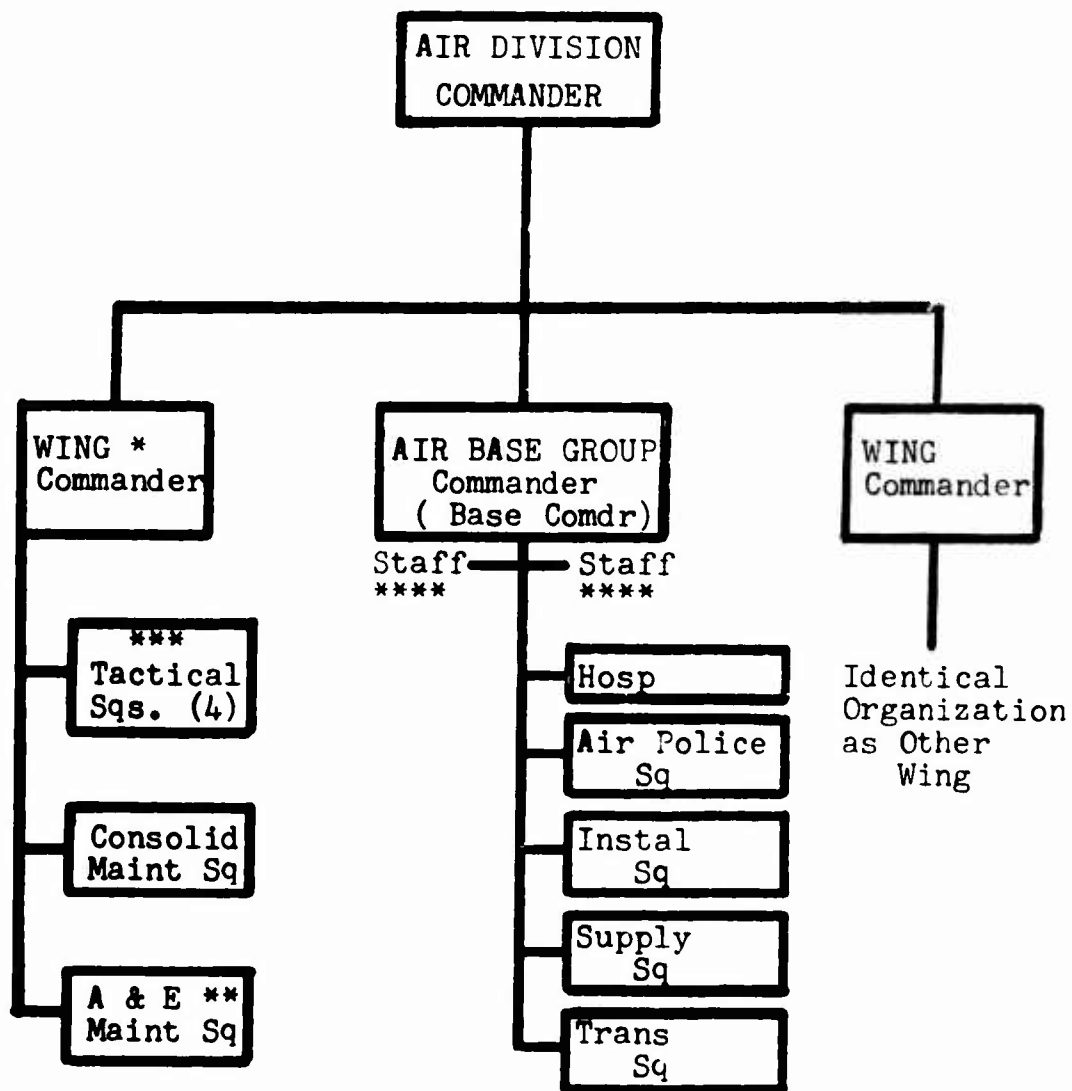 AIR DIVISION
COMMANDER
WING *
Commander
***
Tactical
Sqs. (4)
Consolid
Maint Sq
A & E **
Maint Sq
AIR BASE GROUP
Commander
( Base Comdr)
Staff
****
Staff
****
Hosp
Air Police
Sq
Instal
Sq
Supply
Sq
Trans
Sq
WING
Commander
Identical
Organization
as Other
Wing